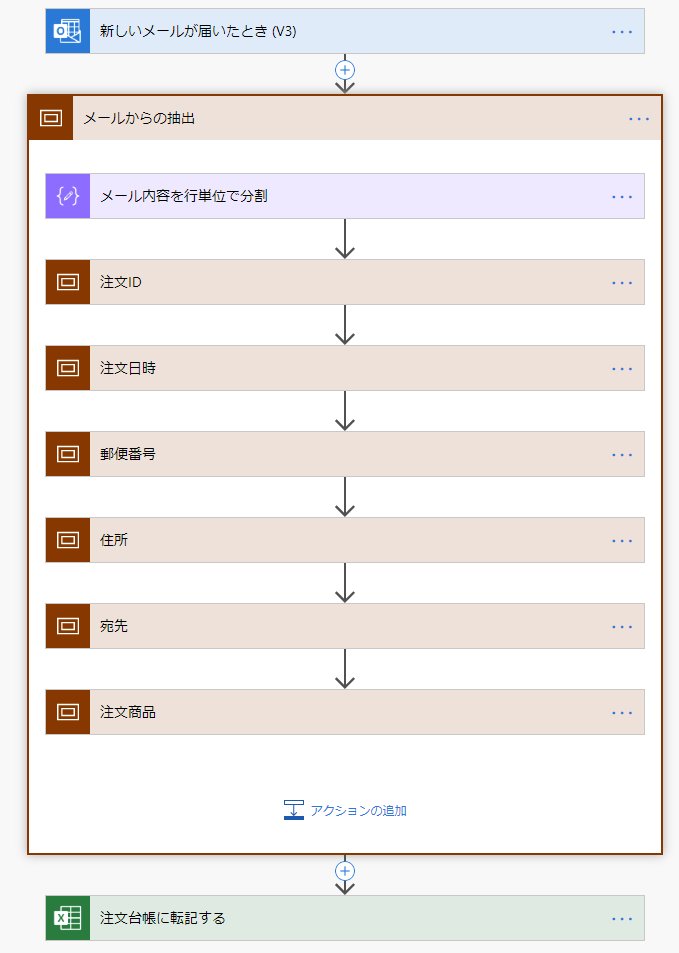 新しいメールが届いたとき (V3)
メールからの抽出
メール内容を行単位で分割
注文ID
注文日時
郵便番号
住所
宛先
注文商品
アクションの追加
注文台帳に転記する